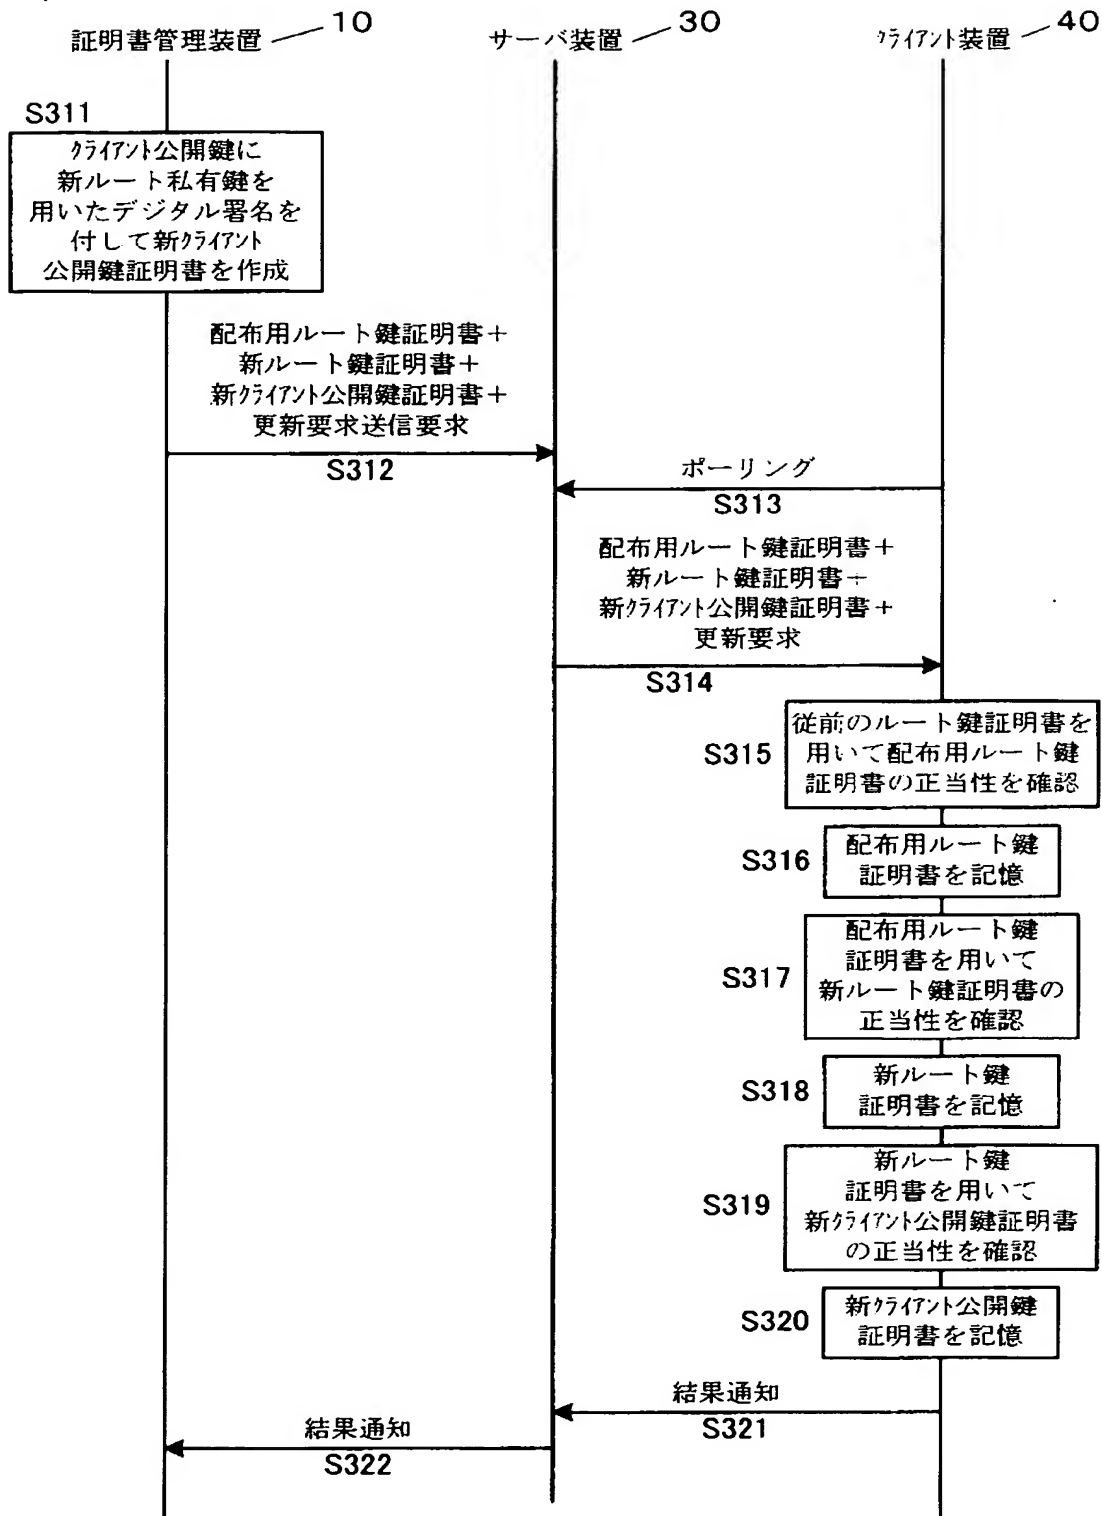 証明書管理装置 10
サーバ装置 30
クライアント装置 40
S311
クライアント公開鍵に
新ルート私有鍵を
用いたデジタル署名を
付して新クライアント
公開鍵証明書を作成
配布用ルート鍵証明書+
新ルート鍵証明書+
新クライアント公開鍵証明書+
更新要求送信要求
S312
ポーリング
S313
配布用ルート鍵証明書+
新ルート鍵証明書+
新クライアント公開鍵証明書+
更新要求
S314
S315
従前のルート鍵証明書を
用いて配布用ルート鍵
証明書の正当性を確認
S316
配布用ルート鍵
証明書を記憶
S317
配布用ルート鍵
証明書を用いて
新ルート鍵証明書の
正当性を確認
S318
新ルート鍵
証明書を記憶
S319
新ルート鍵
証明書を用いて
新クライアント公開鍵証明書
の正当性を確認
S320
新クライアント公開鍵
証明書を記憶
結果通知
S321
結果通知
S322